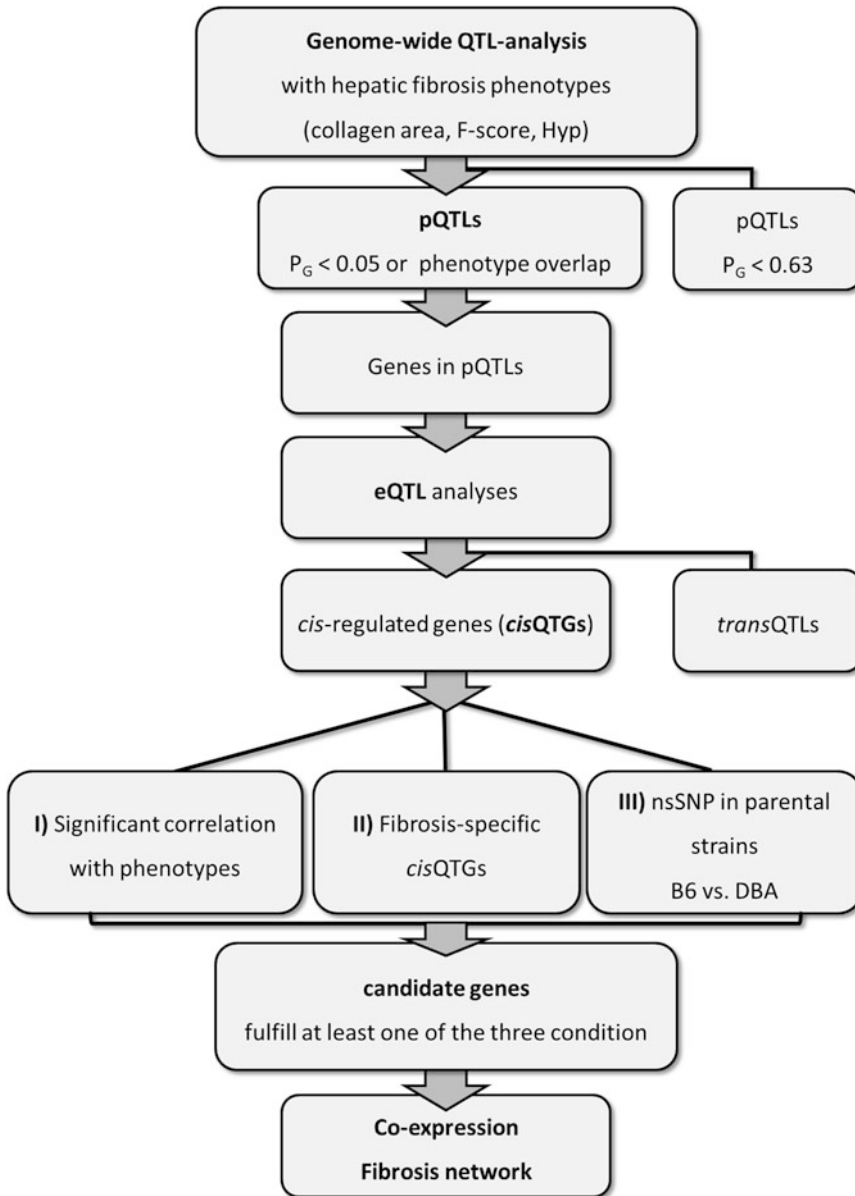 Genome-wide QTL-analysis
with hepatic fibrosis phenotypes
(collagen area, F-score, Hyp)
pQTLs
P_G < 0.05 or phenotype overlap
pQTLs
P_G < 0.63
Genes in pQTLs
eQTL analyses
cis-regulated genes (cisQTGs)
transQTLs
I) Significant correlation
with phenotypes
II) Fibrosis-specific
cisQTGs
III) nsSNP in parental
strains
B6 vs. DBA
candidate genes
fulfill at least one of the three condition
Co-expression
Fibrosis network